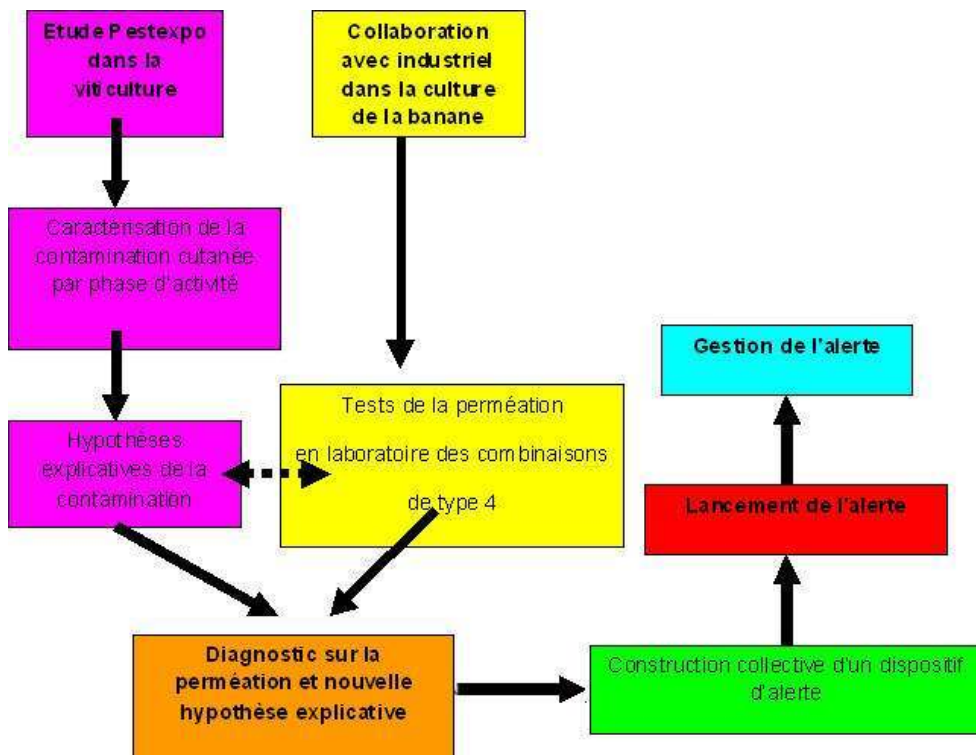 Etude Pestexpo
dans la
viticulture
Collaboration
avec industriel
dans la culture
de la banane
Caractérisation de la
contamination cutanée
par phase d'activité
Hypothèses
explicatives de la
contamination
Tests de la perméation
en laboratoire des combinaisons
de type 4
Gestion de l'alerte
Lancement de l'alerte
Diagnostic sur la
perméation et nouvelle
hypothèse explicative
Construction collective d'un dispositif
d'alerte